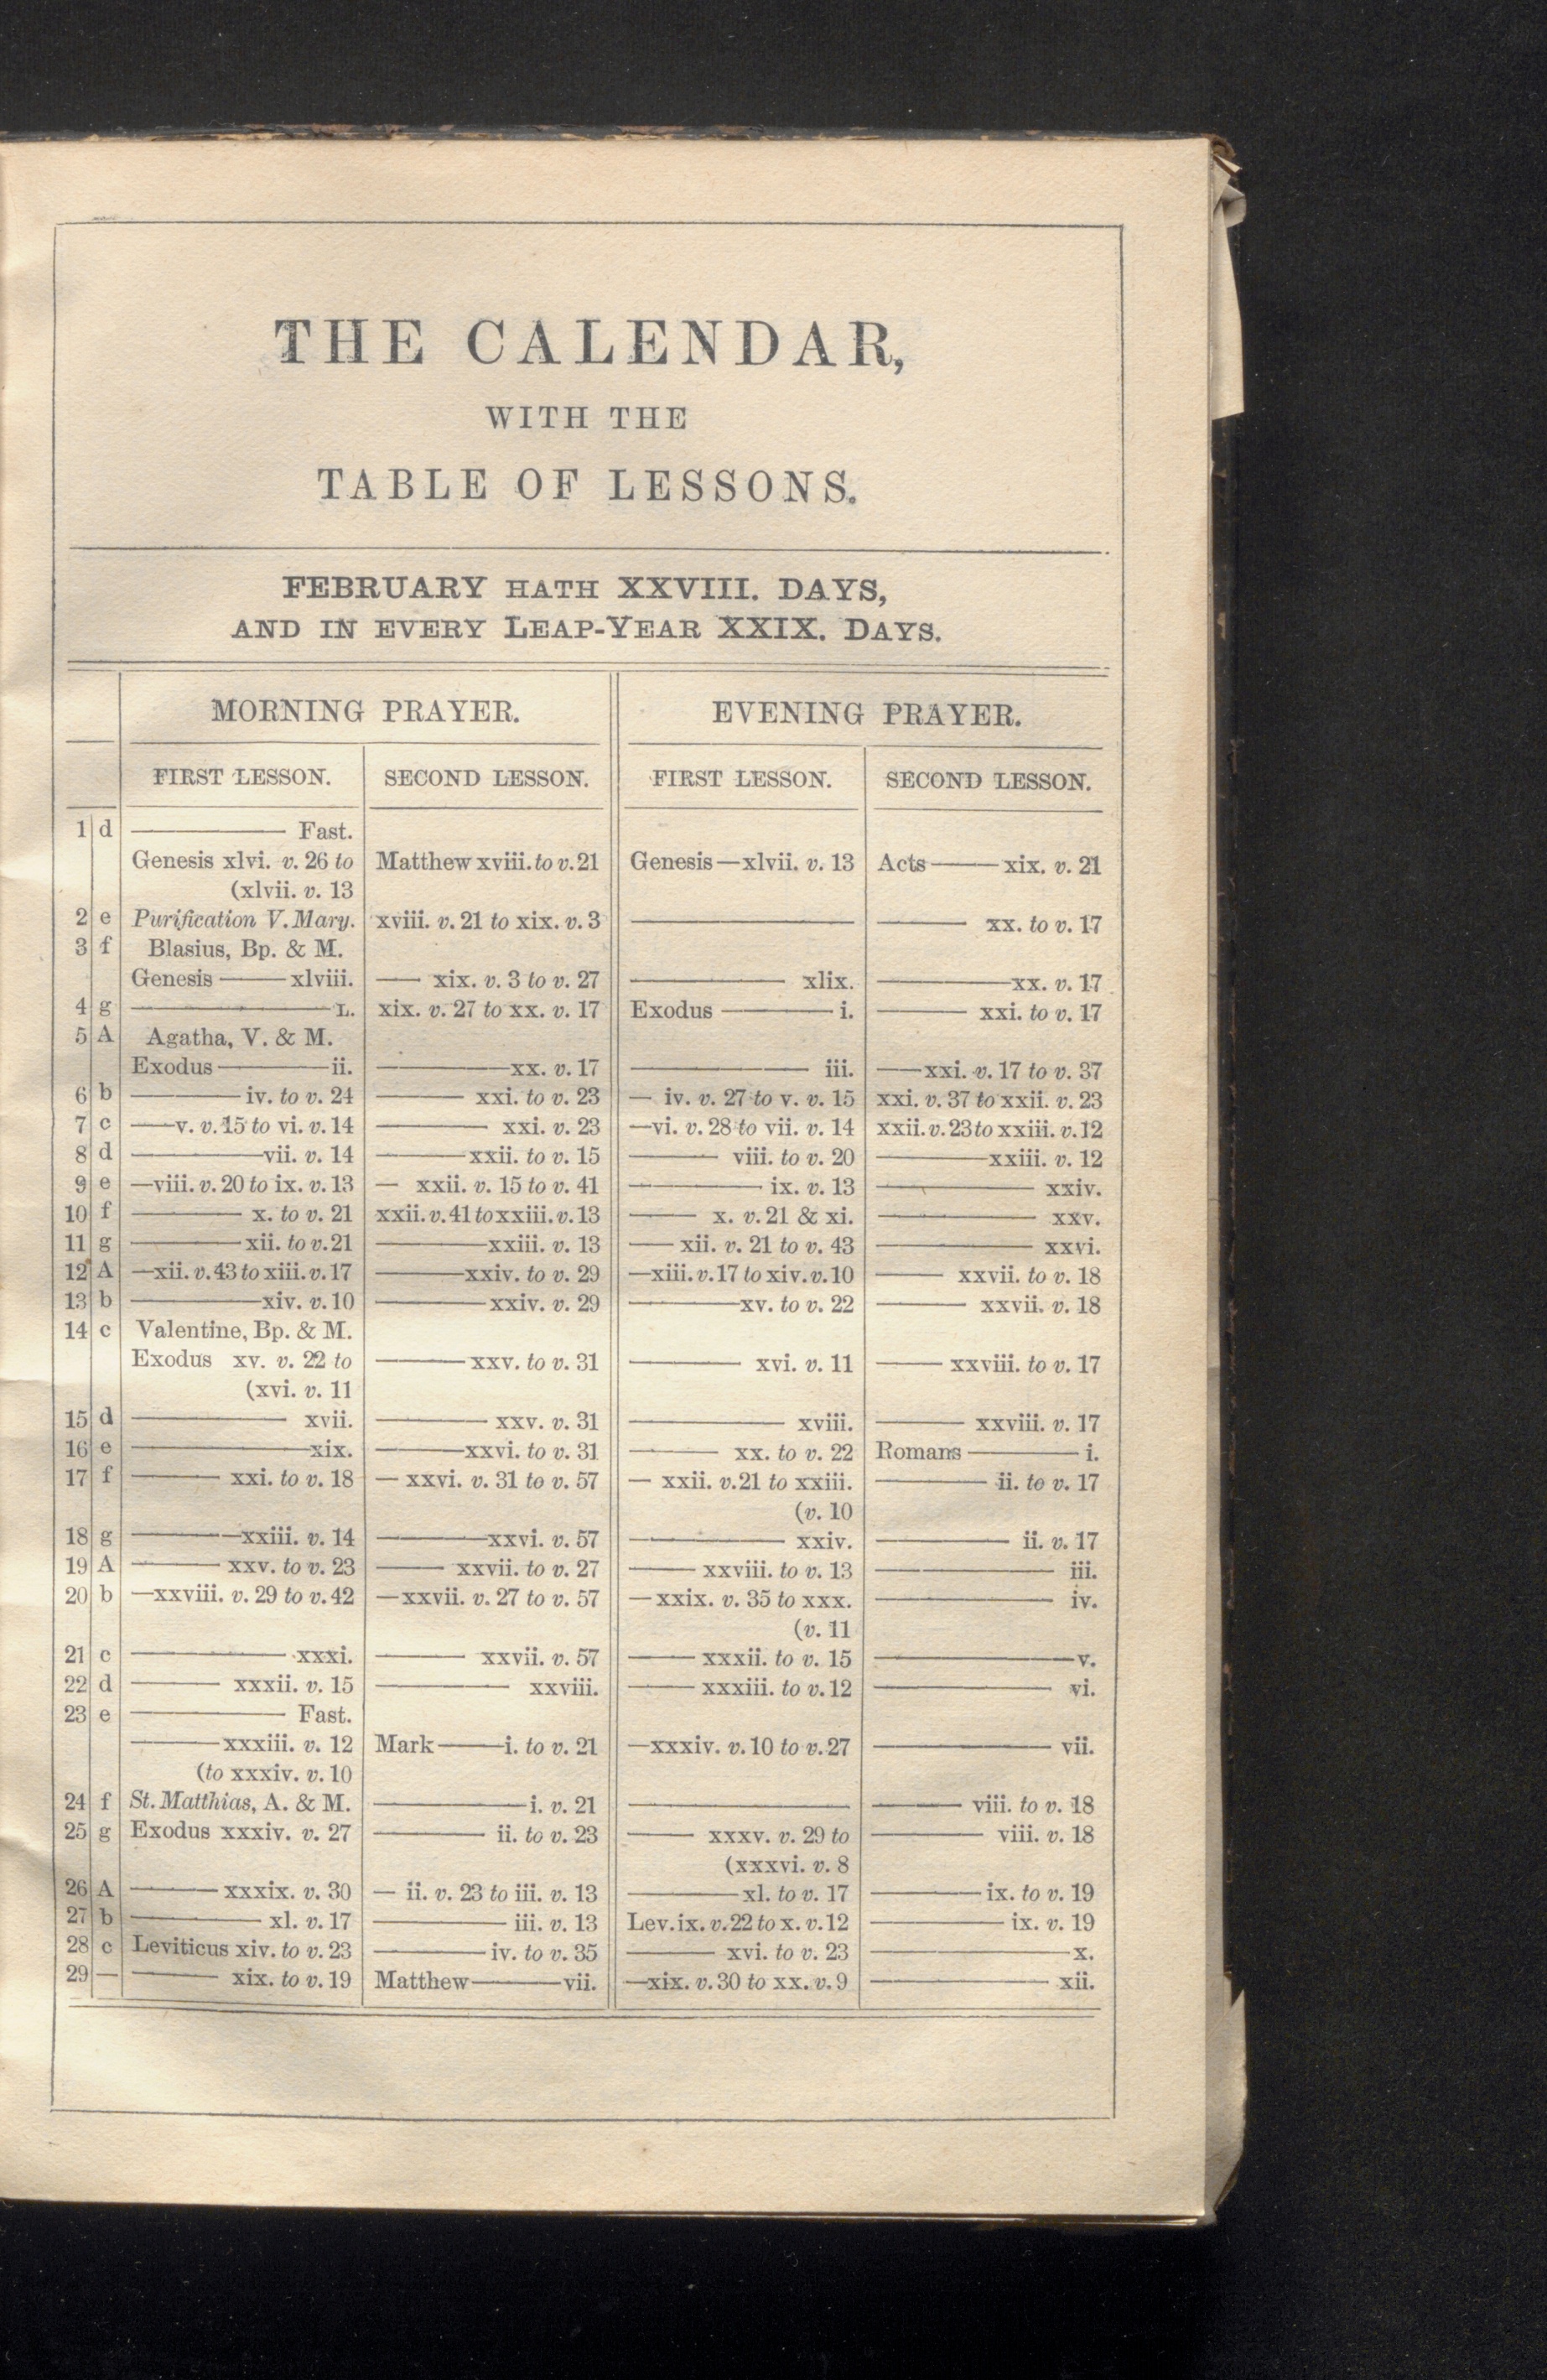 THE CALENDAR,
WITH THE
TABLE OF LESSONS.
FEBRUARY HATH XXVIII. DAYS,
AND IN EVERY LEAP-YEAR XXIX. DAYS.
MORNING PRAYER. EVENING PRAYER.
FIRST LESSON. SECOND LESSON. FIRST LESSON. SECOND LESSON.
1 d ——— Fast.
Genesis xlvi. v. 26 to Matthew xviii. to v. 21 Genesis — xlvii. v. 13 Acts —— xix. v. 21
(xlvii. v. 13
2 e Purification V. Mary. xviii. v. 21 to xix. v. 3 ——— —— xx. to v. 17
3 f Blasius, Bp. & M.
Genesis —— xlviii. — xix. v. 3 to v. 27 ——— xlix. ——— xx. v. 17
4 g ——— L. xix. v. 27 to xx. v. 17 Exodus —— i. —— xxi. to v. 17
5 A Agatha, V. & M.
Exodus —— ii. ——— xx. v. 17 ——— iii. — xxi. v. 17 to v. 37
6 b —— iv. to v. 24 —— xxi. to v. 23 — iv. v. 27 to v. v. 15 xxi. v. 37 to xxii. v. 23
7 c — v. v. 15 to vi. v. 14 —— xxi. v. 23 — vi. v. 28 to vii. v. 14 xxii. v. 23 to xxiii. v. 12
8 d ——— vii. v. 14 —— xxii. to v. 15 —— viii. to v. 20 —— xxiii. v. 12
9 e — viii. v. 20 to ix. v. 13 — xxii. v. 15 to v. 41 ——— ix. v. 13 ——— xxiv.
10 f —— x. to v. 21 xxii. v. 41 to xxiii. v. 13 —— x. v. 21 & xi. ——— xxv.
11 g —— xii. to v. 21 —— xxiii. v. 13 — xii. v. 21 to v. 43 ——— xxvi.
12 A — xii. v. 43 to xiii. v. 17 —— xxiv. to v. 29 — xiii. v. 17 to xiv. v. 10 —— xxvii. to v. 18
13 b ——— xiv. v. 10 —— xxiv. v. 29 —— xv. to v. 22 —— xxvii. v. 18
14 c Valentine, Bp. & M.
Exodus xv. v. 22 to —— xxv. to v. 31 —— xvi. v. 11 —— xxviii. to v. 17
(xvi. v. 11
15 d ——— xvii. —— xxv. v. 31 ——— xviii. —— xxviii. v. 17
16 e ——— xix. —— xxvi. to v. 31 —— xx. to v. 22 Romans —— i.
17 f —— xxi. to v. 18 — xxvi. v. 31 to v. 57 — xxii. v. 21 to xxiii. —— ii. to v. 17
(v. 10
18 g —— xxiii. v. 14 —— xxvi. v. 57 ——— xxiv. ——— ii. v. 17
19 A —— xxv. to v. 23 —— xxvii. to v. 27 —— xxviii. to v. 13 ——— iii.
20 b — xxviii. v. 29 to v. 42 — xxvii. v. 27 to v. 57 — xxix. v. 35 to xxx. ——— iv.
(v. 11
21 c ——— xxxi. —— xxvii. v. 57 —— xxxii. to v. 15 ——— v.
22 d —— xxxii. v. 15 ——— xxviii. —— xxxiii. to v. 12 ——— vi.
23 e ——— Fast.
—— xxxiii. v. 12 Mark —— i. to v. 21 — xxxiv. v. 10 to v. 27 ——— vii.
(to xxxiv. v. 10
24 f St. Matthias, A. & M. ——— i. v. 21 ——— —— viii. to v. 18
25 g Exodus xxxiv. v. 27 —— ii. to v. 23 —— xxxv. v. 29 to —— viii. v. 18
(xxxvi. v. 8
26 A —— xxxix. v. 30 — ii. v. 23 to iii. v. 13 —— xl. to v. 17 —— ix. to v. 19
27 b ——— xl. v. 17 ——— iii. v. 13 Lev. ix. v. 22 to x. v. 12 ——— ix. v. 19
28 c Leviticus xiv. to v. 23 —— iv. to v. 35 —— xvi. to v. 23 ——— x.
29 — —— xix. to v. 19 Matthew —— vii. — xix. v. 30 to xx. v. 9 ——— xii.